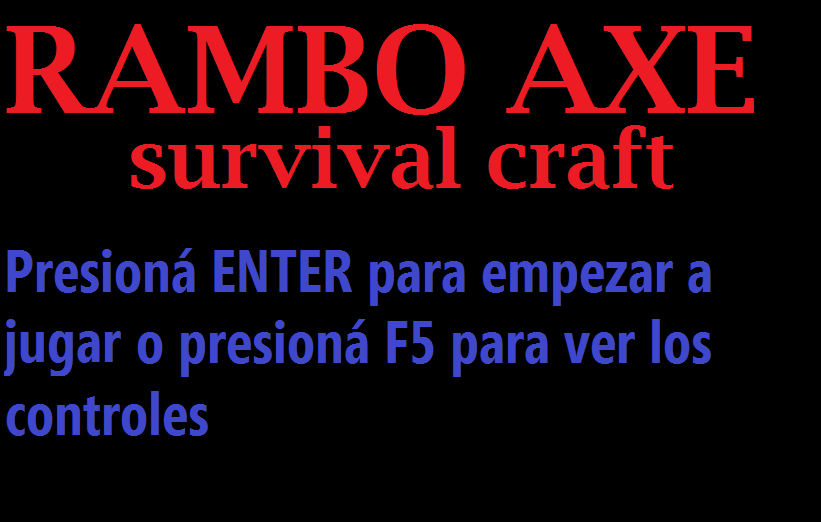 RAMBO AXE
survival craft
Presioná ENTER para empezar a
jugar o presioná F5 para ver los
controles